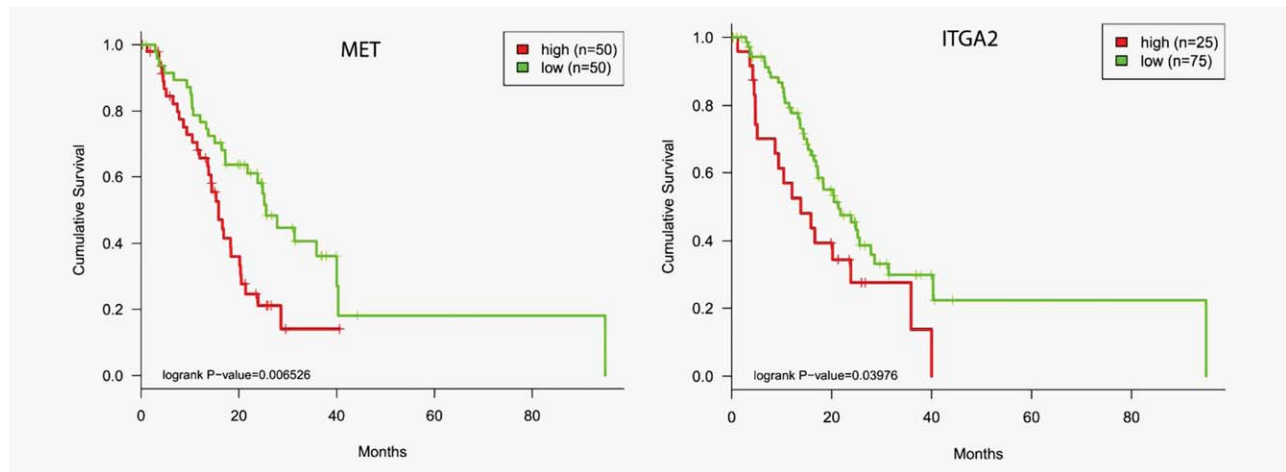 MET
high (n=50)
low (n=50)
Cumulative Survival
1.0
0.8
0.6
0.4
0.2
0.0
logrank P-value=0.006526
0 20 40 60 80
Months
ITGA2
high (n=25)
low (n=75)
Cumulative Survival
1.0
0.8
0.6
0.4
0.2
0.0
logrank P-value=0.03976
0 20 40 60 80
Months